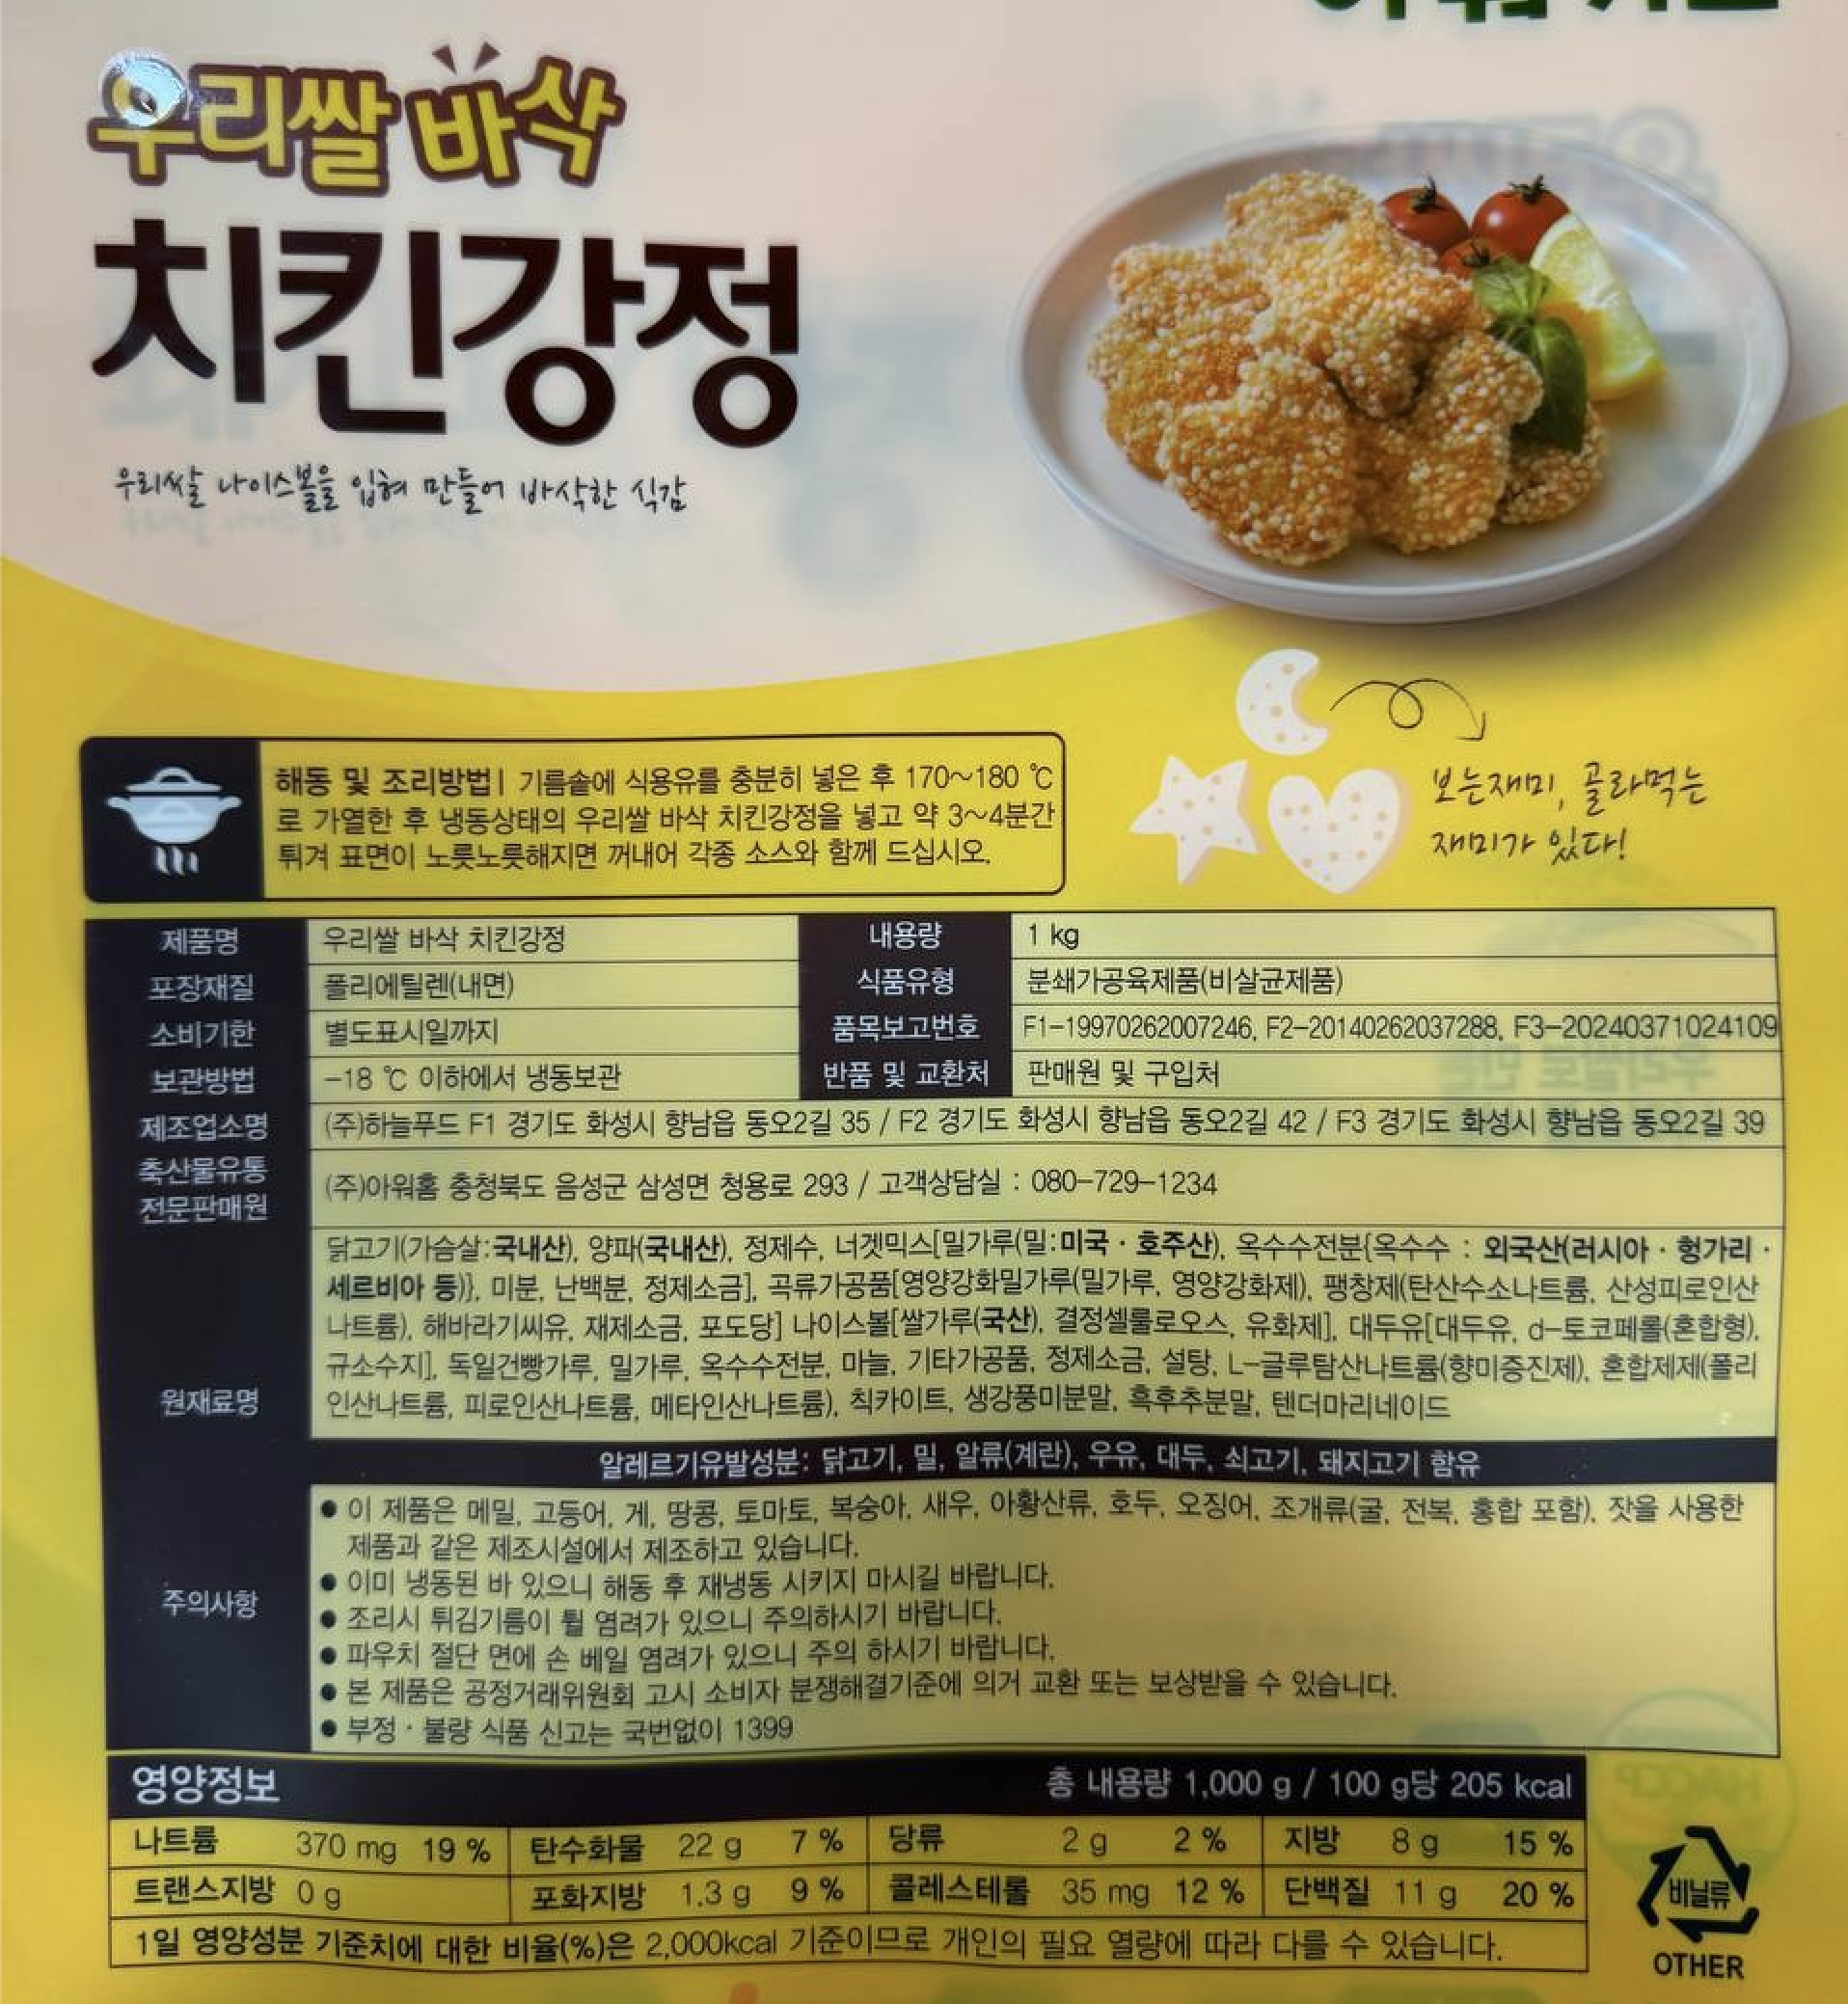 우리쌀 바삭
치킨강정
우리쌀 나이스볼을 입혀 만들어 바삭한 식감
해동 및 조리방법| 기름솥에 식용유를 충분히 넣은 후 170~180 ℃
로 가열한 후 냉동상태의 우리쌀 바삭 치킨강정을 넣고 약 3~4분간
튀겨 표면이 노릇노릇해지면 꺼내어 각종 소스와 함께 드십시오.
보는재미, 골라먹는
재미가 있다!
제품명 우리쌀 바삭 치킨강정 내용량 1 kg
포장재질 폴리에틸렌(내면) 식품유형 분쇄가공육제품(비살균제품)
소비기한 별도표시일까지 품목보고번호 F1-19970262007246, F2-20140262037288, F3-20240371024109
보관방법 -18 ℃ 이하에서 냉동보관 반품 및 교환처 판매원 및 구입처
제조업소명 (주)하늘푸드 F1 경기도 화성시 향남읍 동오2길 35 / F2 경기도 화성시 향남읍 동오2길 42 / F3 경기도 화성시 향남읍 동오2길 39
축산물유통
전문판매원
(주)아워홈 충청북도 음성군 삼성면 청용로 293 / 고객상담실 : 080-729-1234
원재료명
닭고기(가슴살:국내산), 양파(국내산), 정제수, 너겟믹스[밀가루(밀:미국 · 호주산), 옥수수전분{옥수수 : 외국산(러시아 · 헝가리 ·
세르비아 등)}, 미분, 난백분, 정제소금], 곡류가공품[영양강화밀가루(밀가루, 영양강화제), 팽창제(탄산수소나트륨, 산성피로인산
나트륨), 해바라기씨유, 재제소금, 포도당] 나이스볼[쌀가루(국산), 결정셀룰로오스, 유화제], 대두유[대두유, d-토코페롤(혼합형),
규소수지], 독일건빵가루, 밀가루, 옥수수전분, 마늘, 기타가공품, 정제소금, 설탕, L-글루탐산나트륨(향미증진제), 혼합제제(폴리
인산나트륨, 피로인산나트륨, 메타인산나트륨), 칙카이트, 생강풍미분말, 흑후추분말, 텐더마리네이드
알레르기유발성분: 닭고기, 밀, 알류(계란), 우유, 대두, 쇠고기, 돼지고기 함유
주의사항
● 이 제품은 메밀, 고등어, 게, 땅콩, 토마토, 복숭아, 새우, 아황산류, 호두, 오징어, 조개류(굴, 전복, 홍합 포함), 잣을 사용한
제품과 같은 제조시설에서 제조하고 있습니다.
● 이미 냉동된 바 있으니 해동 후 재냉동 시키지 마시길 바랍니다.
● 조리시 튀김기름이 튈 염려가 있으니 주의하시기 바랍니다.
● 파우치 절단 면에 손 베일 염려가 있으니 주의 하시기 바랍니다.
● 본 제품은 공정거래위원회 고시 소비자 분쟁해결기준에 의거 교환 또는 보상받을 수 있습니다.
● 부정 · 불량 식품 신고는 국번없이 1399
영양정보 총 내용량 1,000 g / 100 g당 205 kcal
나트륨 370 mg 19 % 탄수화물 22 g 7 % 당류 2 g 2 % 지방 8 g 15 %
트랜스지방 0 g 포화지방 1.3 g 9 % 콜레스테롤 35 mg 12 % 단백질 11 g 20 %
1일 영양성분 기준치에 대한 비율(%)은 2,000kcal 기준이므로 개인의 필요 열량에 따라 다를 수 있습니다.
비닐류
OTHER